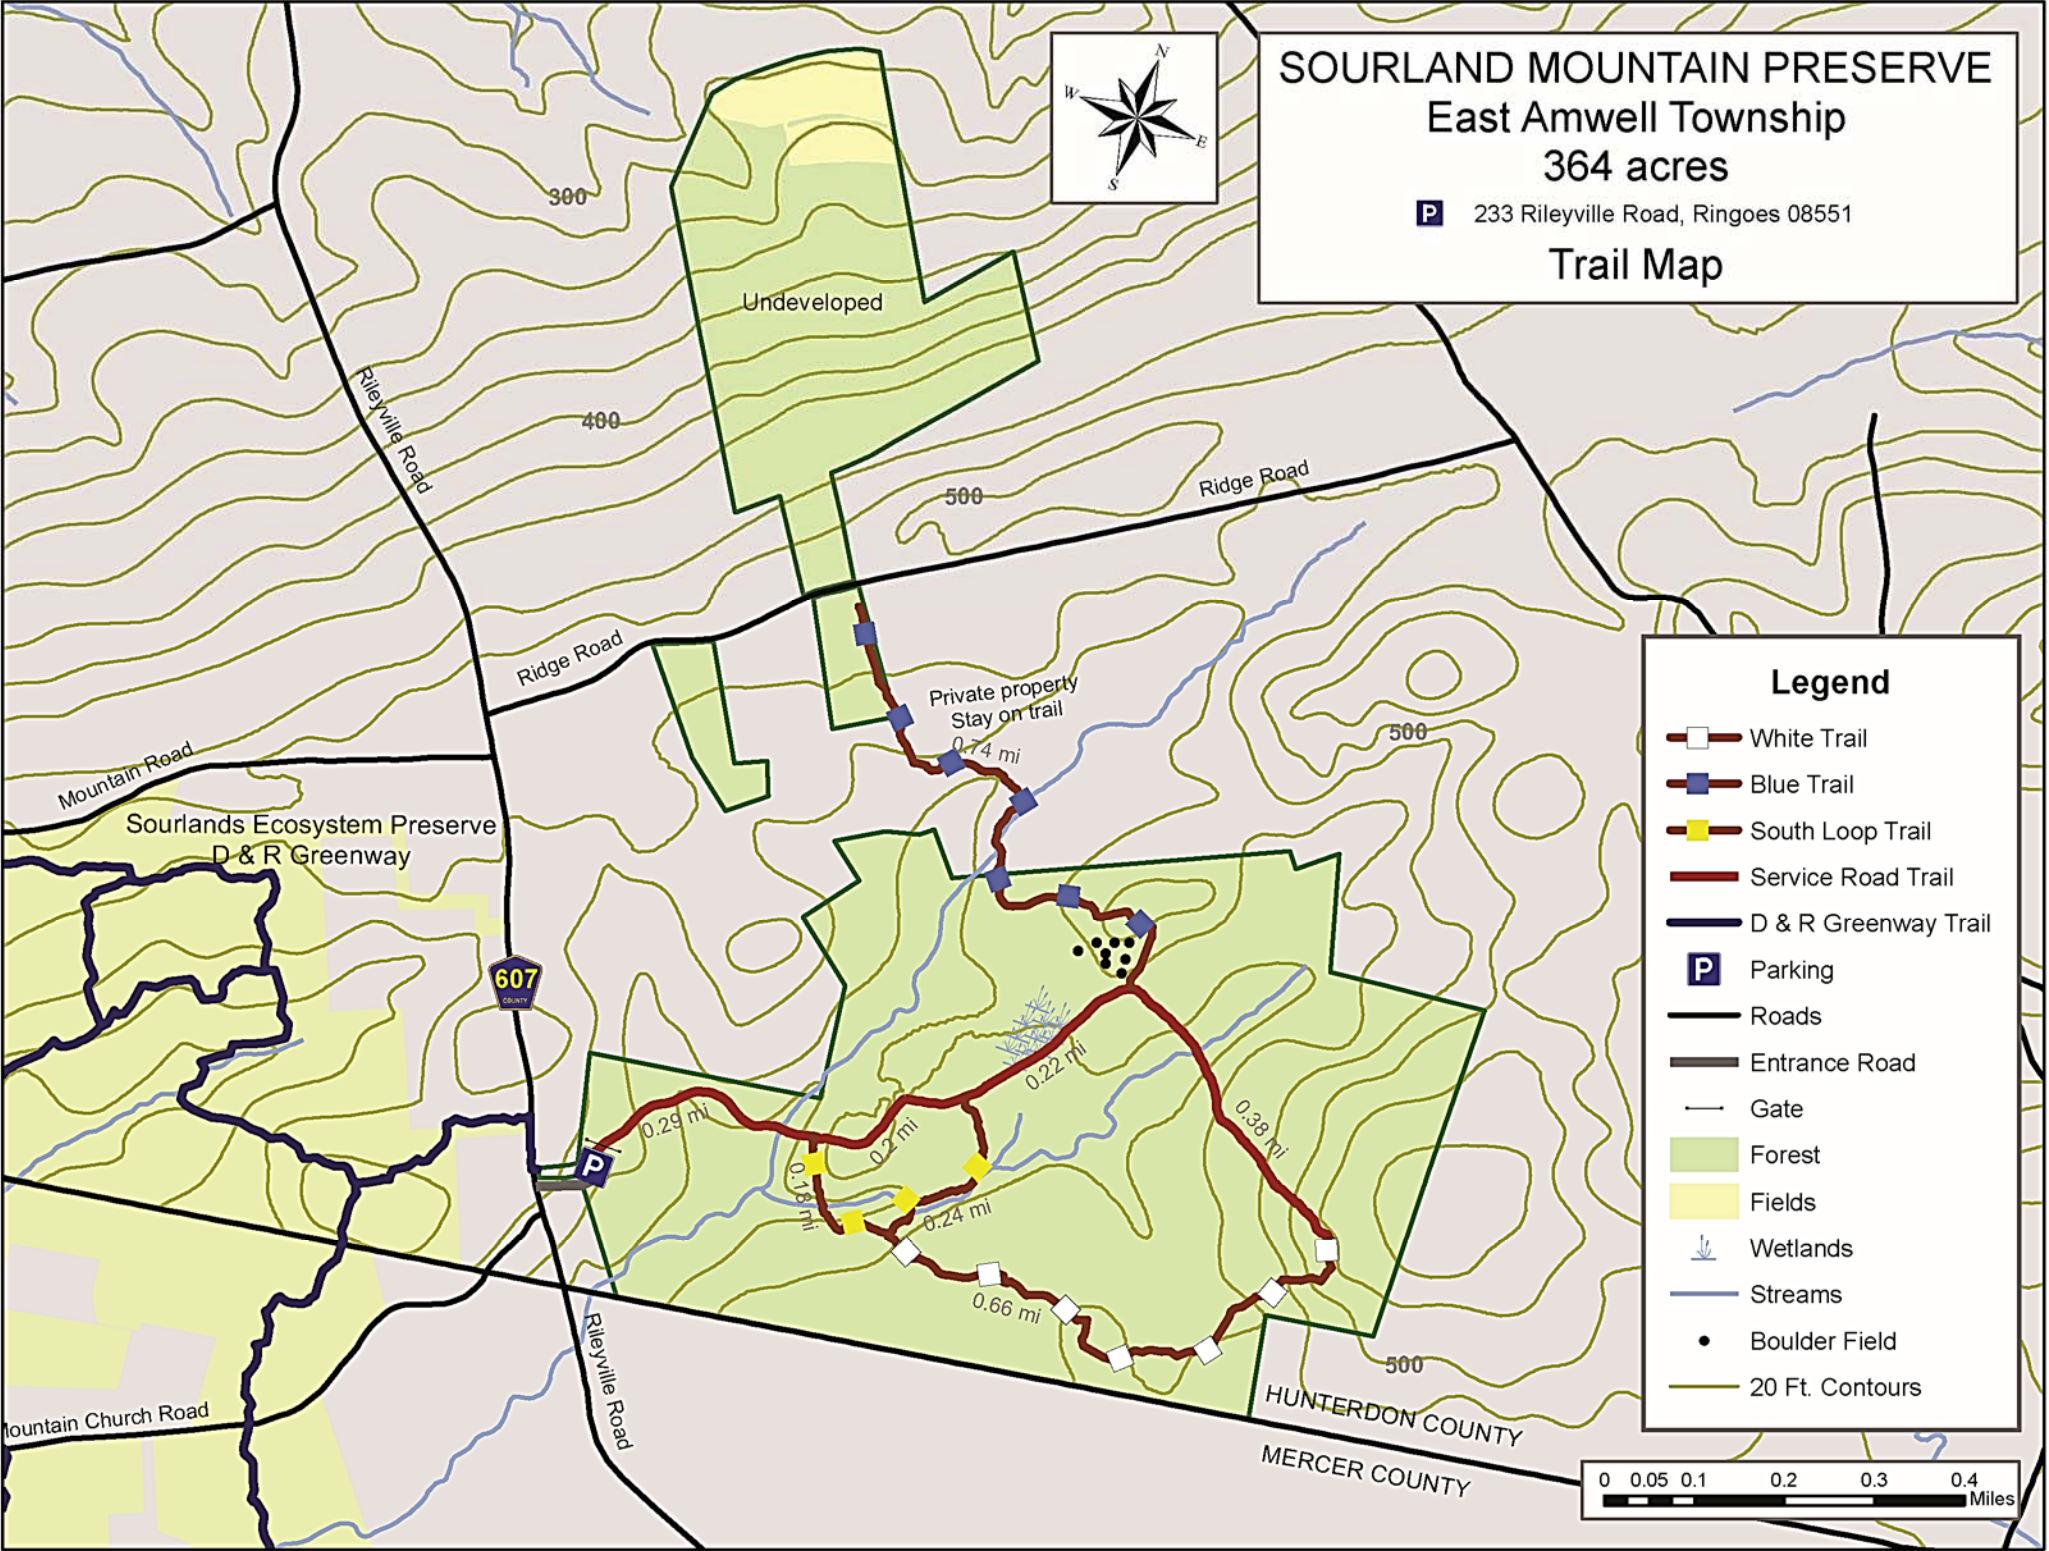 SOURLAND MOUNTAIN PRESERVE
East Amwell Township
364 acres
P 233 Rileyville Road, Ringoes 08551
Trail Map
N
W
E
S
300
Undeveloped
Rileyville Road
400
500
Ridge Road
Ridge Road
Private property
Stay on trail
0.74 mi
500
Mountain Road
Sourlands Ecosystem Preserve
D & R Greenway
607
COUNTY
0.22 mi
0.29 mi
0.2 mi
0.38 mi
P
0.18 mi
0.24 mi
0.66 mi
500
Rileyville Road
ountain Church Road
HUNTERDON COUNTY
MERCER COUNTY
Legend
White Trail
Blue Trail
South Loop Trail
Service Road Trail
D & R Greenway Trail
P Parking
Roads
Entrance Road
Gate
Forest
Fields
Wetlands
Streams
Boulder Field
20 Ft. Contours
0 0.05 0.1 0.2 0.3 0.4
Miles